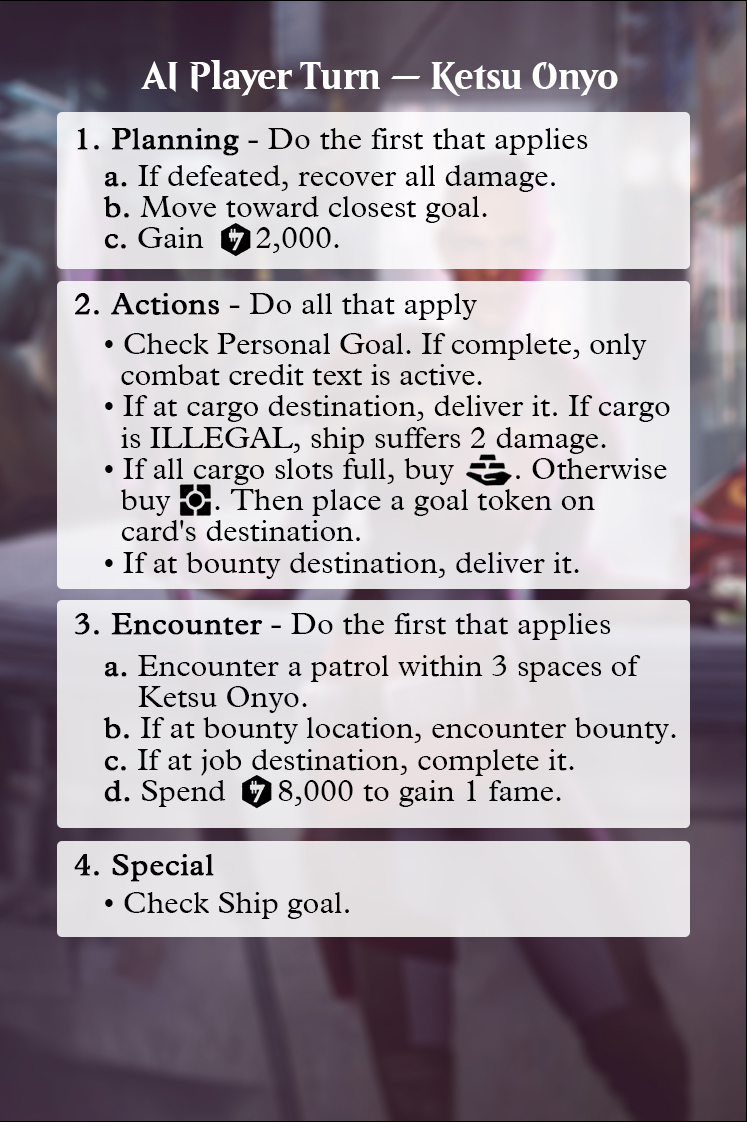 AI Player Turn — Ketsu Onyo
1. Planning - Do the first that applies
a. If defeated, recover all damage.
b. Move toward closest goal.
c. Gain 2,000.
2. Actions - Do all that apply
• Check Personal Goal. If complete, only
combat credit text is active.
• If at cargo destination, deliver it. If cargo
is ILLEGAL, ship suffers 2 damage.
• If all cargo slots full, buy . Otherwise
buy . Then place a goal token on
card's destination.
• If at bounty destination, deliver it.
3. Encounter - Do the first that applies
a. Encounter a patrol within 3 spaces of
Ketsu Onyo.
b. If at bounty location, encounter bounty.
c. If at job destination, complete it.
d. Spend 8,000 to gain 1 fame.
4. Special
• Check Ship goal.